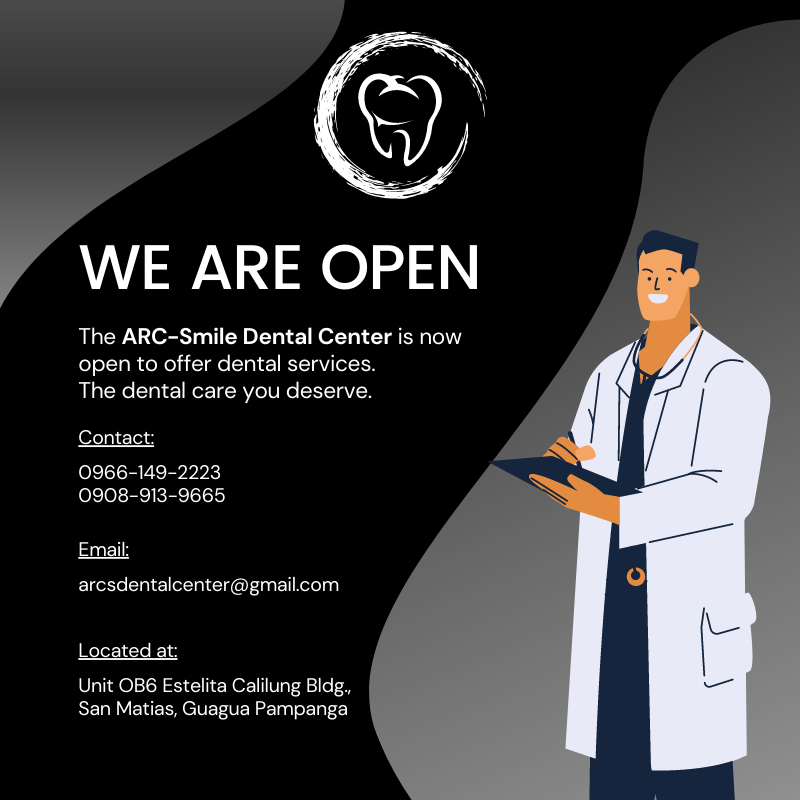 WE ARE OPEN
The ARC-Smile Dental Center is now
open to offer dental services.
The dental care you deserve.
Contact:
0966-149-2223
0908-913-9665
Email:
arcsdentalcenter@gmail.com
Located at:
Unit OB6 Estelita Calilung Bldg.,
San Matias, Guagua Pampanga